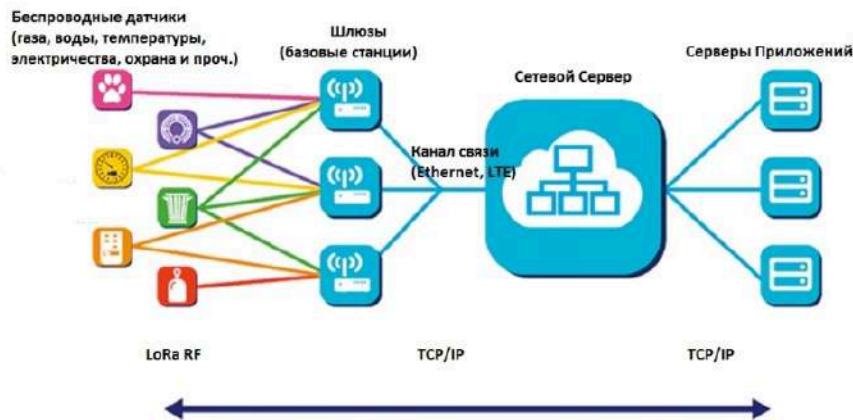 Беспроводные датчики
(газа, воды, температуры,
электричества, охрана и проч.)
Шлюзы
(базовые станции)
Сетевой Сервер
Серверы Приложений
Канал связи
(Ethernet, LTE)
LoRa RF
TCP/IP
TCP/IP